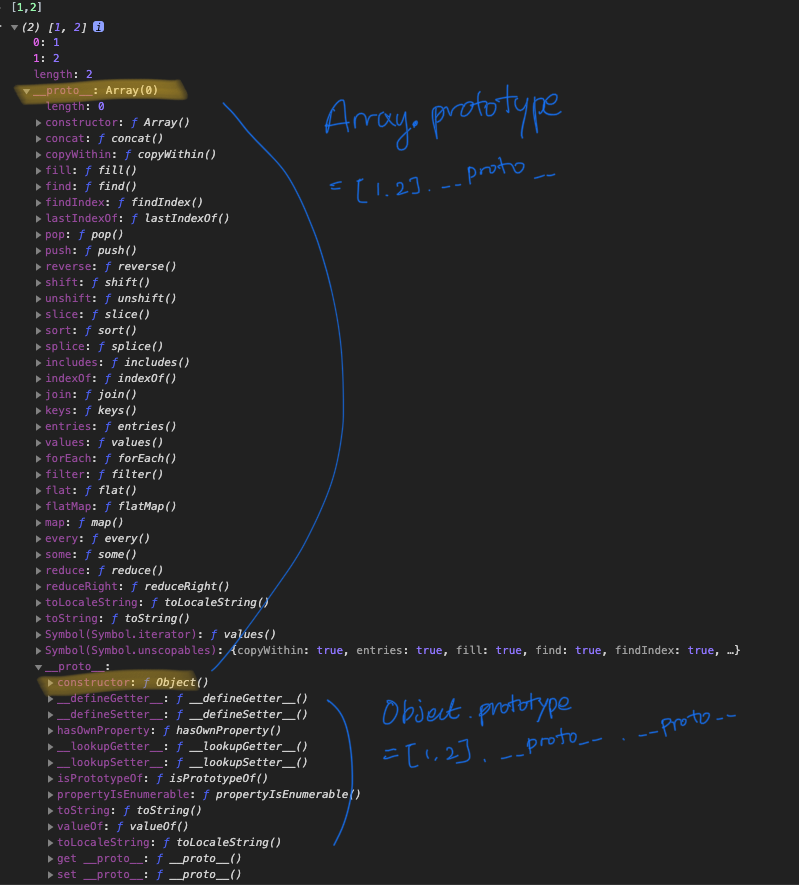 [1,2]
(2) [1, 2] i
0: 1
1: 2
length: 2
__proto__: Array(0)
length: 0
constructor: ƒ Array()
concat: ƒ concat()
copyWithin: ƒ copyWithin()
fill: ƒ fill()
find: ƒ find()
findIndex: ƒ findIndex()
lastIndexOf: ƒ lastIndexOf()
pop: ƒ pop()
push: ƒ push()
reverse: ƒ reverse()
shift: ƒ shift()
unshift: ƒ unshift()
slice: ƒ slice()
sort: ƒ sort()
splice: ƒ splice()
includes: ƒ includes()
indexOf: ƒ indexOf()
join: ƒ join()
keys: ƒ keys()
entries: ƒ entries()
values: ƒ values()
forEach: ƒ forEach()
filter: ƒ filter()
flat: ƒ flat()
flatMap: ƒ flatMap()
map: ƒ map()
every: ƒ every()
some: ƒ some()
reduce: ƒ reduce()
reduceRight: ƒ reduceRight()
toLocaleString: ƒ toLocaleString()
toString: ƒ toString()
Symbol(Symbol.iterator): ƒ values()
Symbol(Symbol.unscopables): {copyWithin: true, entries: true, fill: true, find: true, findIndex: true, …}
__proto__:
constructor: ƒ Object()
__defineGetter__: ƒ __defineGetter__()
__defineSetter__: ƒ __defineSetter__()
hasOwnProperty: ƒ hasOwnProperty()
__lookupGetter__: ƒ __lookupGetter__()
__lookupSetter__: ƒ __lookupSetter__()
isPrototypeOf: ƒ isPrototypeOf()
propertyIsEnumerable: ƒ propertyIsEnumerable()
toString: ƒ toString()
valueOf: ƒ valueOf()
toLocaleString: ƒ toLocaleString()
get __proto__: ƒ __proto__()
set __proto__: ƒ __proto__()
Array.prototype
= [1.2].__proto__
Object.prototype
= [1,2].__proto__.__proto__